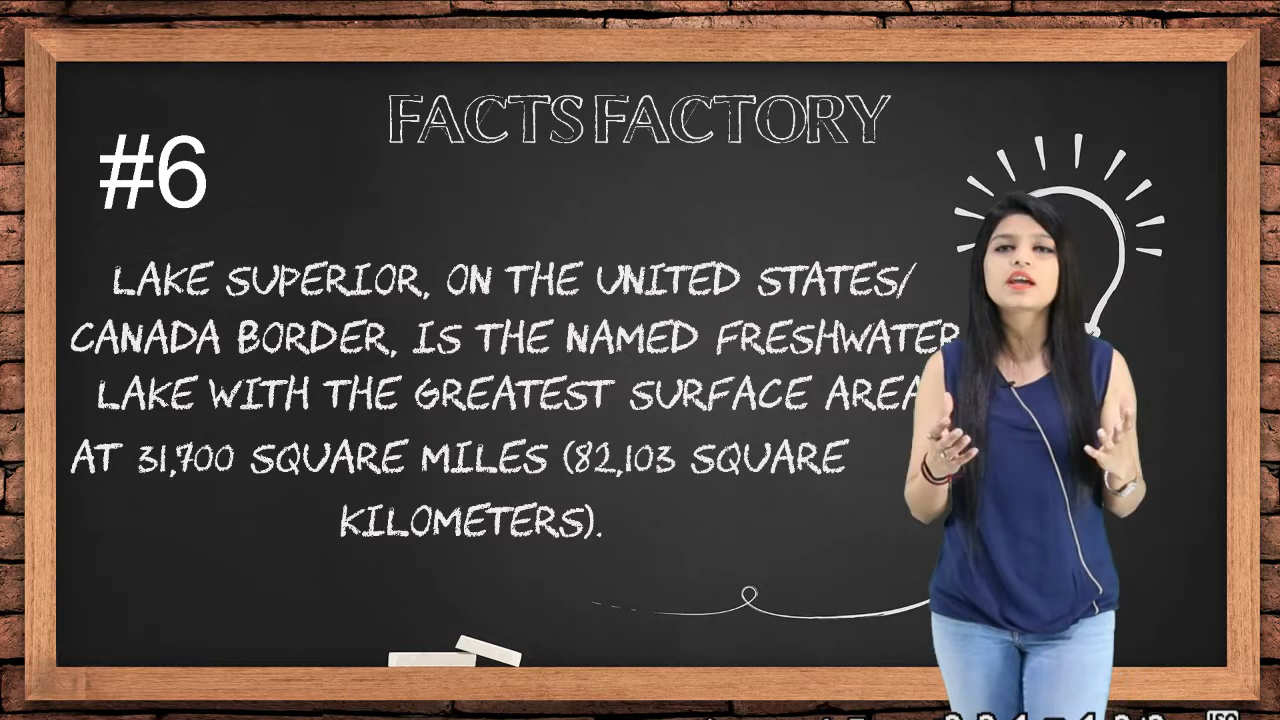 FACTS FACTORY
#6
LAKE SUPERIOR, ON THE UNITED STATES/
CANADA BORDER, IS THE NAMED FRESHWATER
LAKE WITH THE GREATEST SURFACE AREA
AT 31,700 SQUARE MILES (82,103 SQUARE
KILOMETERS).